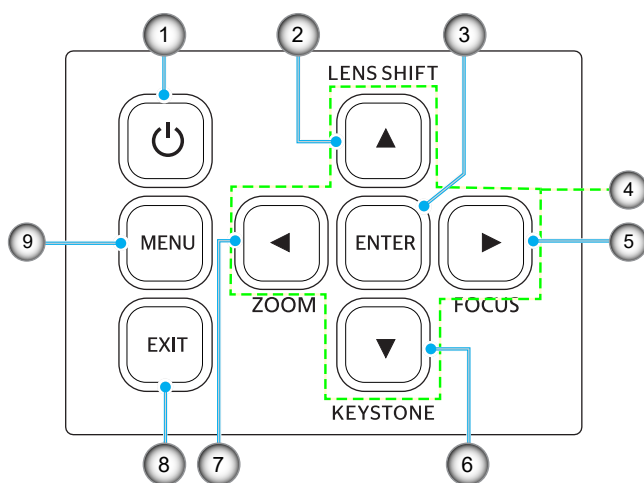 1
2
3
LENS SHIFT
4
9
MENU
ENTER
5
ZOOM
FOCUS
EXIT
KEYSTONE
8
7
6